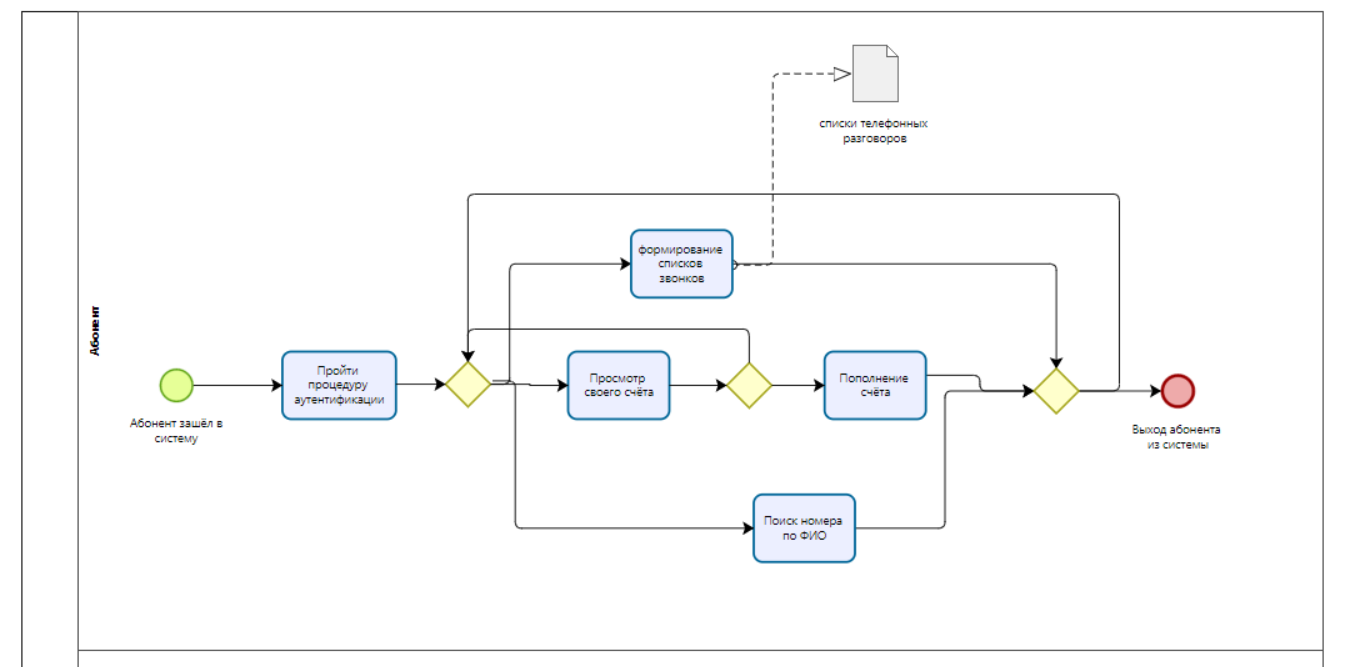 списки телефонных
разговоров
формирование
списков
звонков
Абонент
Пройти
процедуру
аутентификации
Просмотр
своего счёта
Пополнение
счёта
Абонент зашёл в
систему
Выход абонента
из системы
Поиск номера
по ФИО